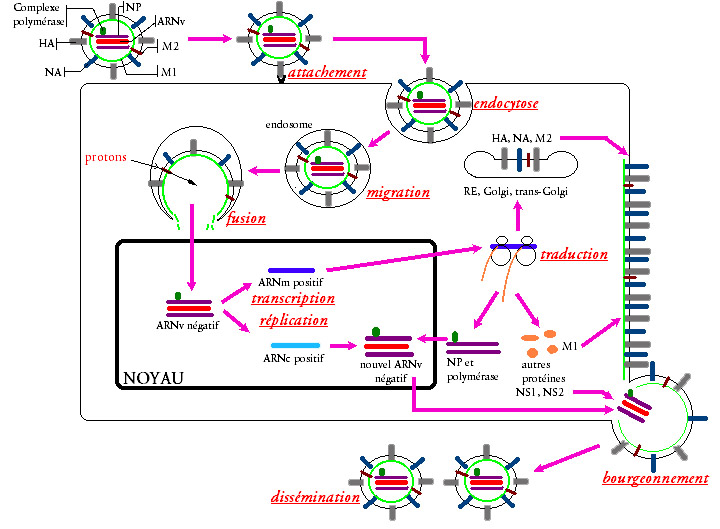 Complexe
polymérase
NP
ARNv
HA
M2
NA
M1
attachement
endocytose
endosome
HA, NA, M2
protons
migration
RE, Golgi, trans-Golgi
fusion
traduction
ARNm positif
transcription
ARNv négatif
réplication
ARNc positif
nouvel ARNv
négatif
NP et
polymérase
M1
autres
protéines
NS1, NS2
NOYAU
bourgeonnement
dissémination